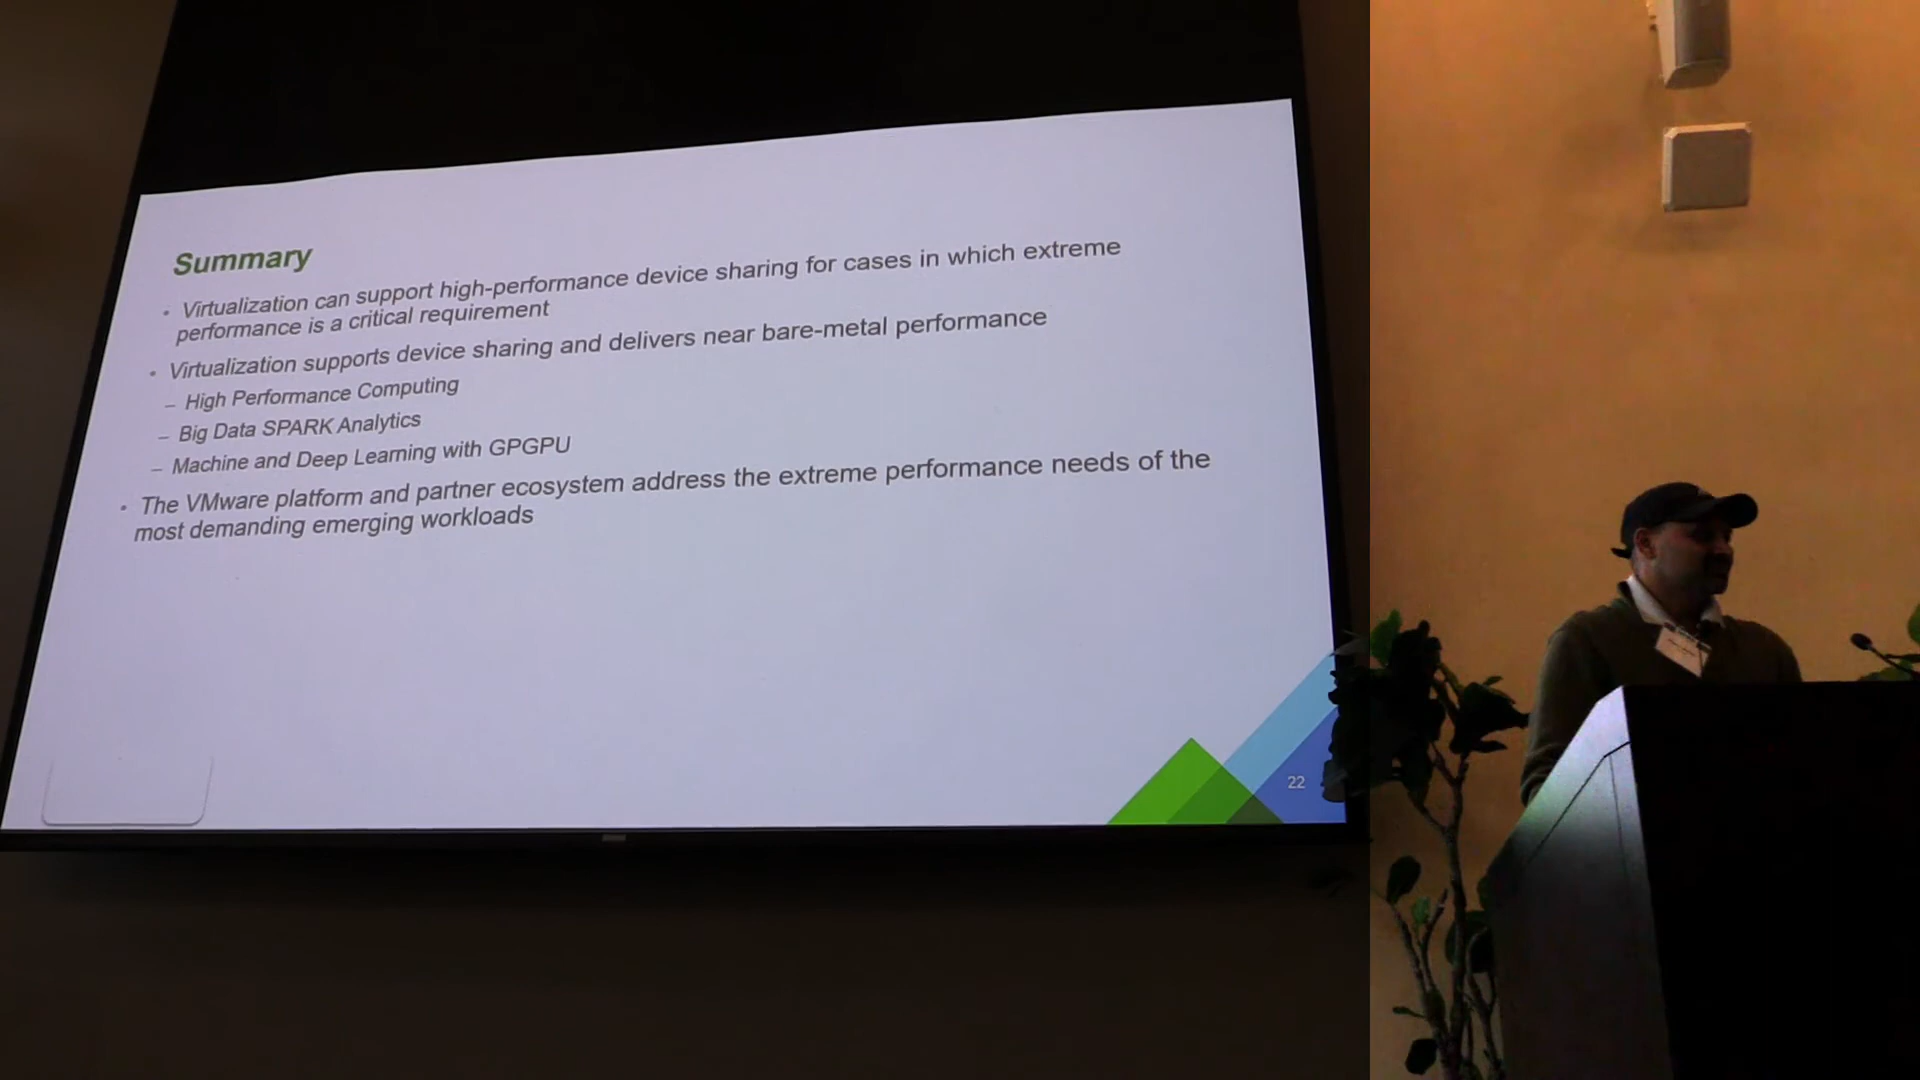 Summary
• Virtualization can support high-performance device sharing for cases in which extreme
performance is a critical requirement
• Virtualization supports device sharing and delivers near bare-metal performance
– High Performance Computing
– Big Data SPARK Analytics
– Machine and Deep Learning with GPGPU
• The VMware platform and partner ecosystem address the extreme performance needs of the
most demanding emerging workloads
22